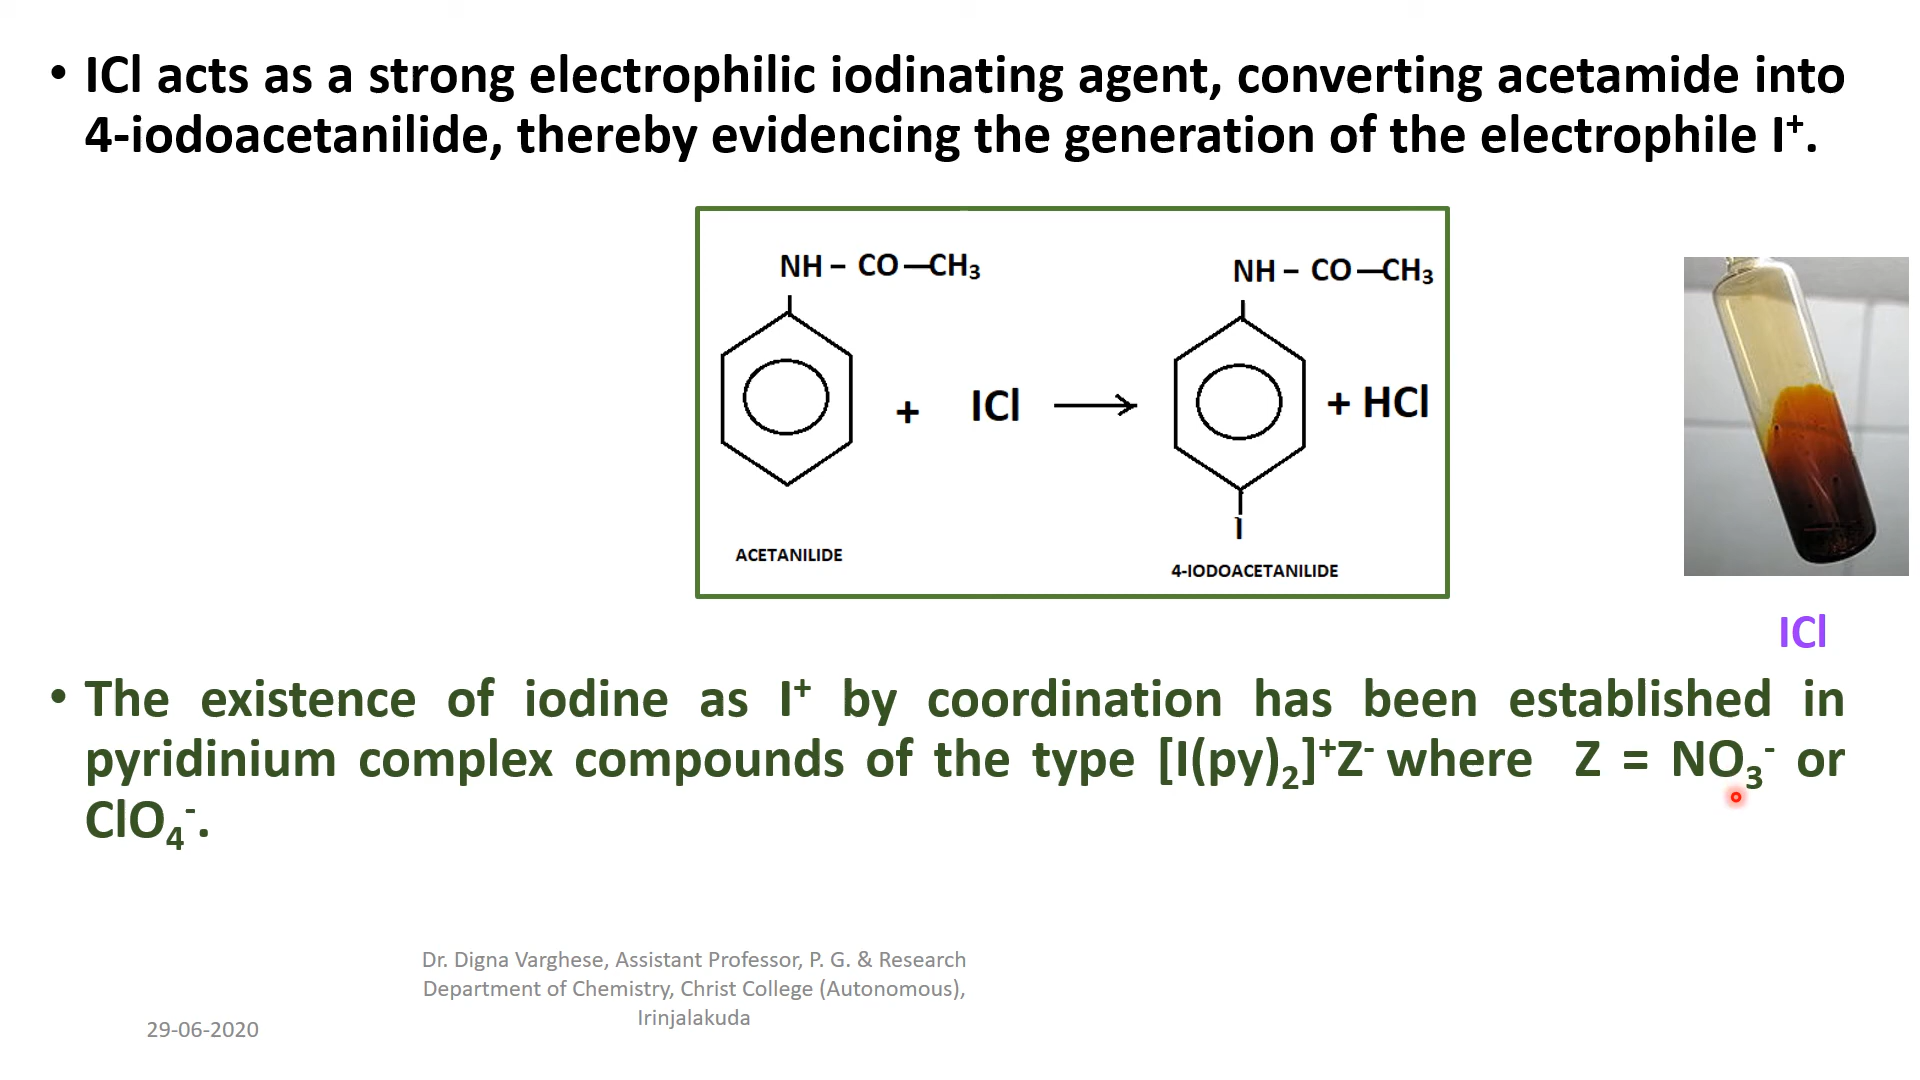 • ICl acts as a strong electrophilic iodinating agent, converting acetamide into
4-iodoacetanilide, thereby evidencing the generation of the electrophile I⁺.
NH – CO —CH₃
NH – CO —CH₃
+ ICl ⟶
+ HCl
I
ACETANILIDE
4-IODOACETANILIDE
ICl
• The existence of iodine as I⁺ by coordination has been established in
pyridinium complex compounds of the type [I(py)₂]⁺Z⁻ where Z = NO₃⁻ or
ClO₄⁻.
Dr. Digna Varghese, Assistant Professor, P. G. & Research
Department of Chemistry, Christ College (Autonomous),
Irinjalakuda
29-06-2020